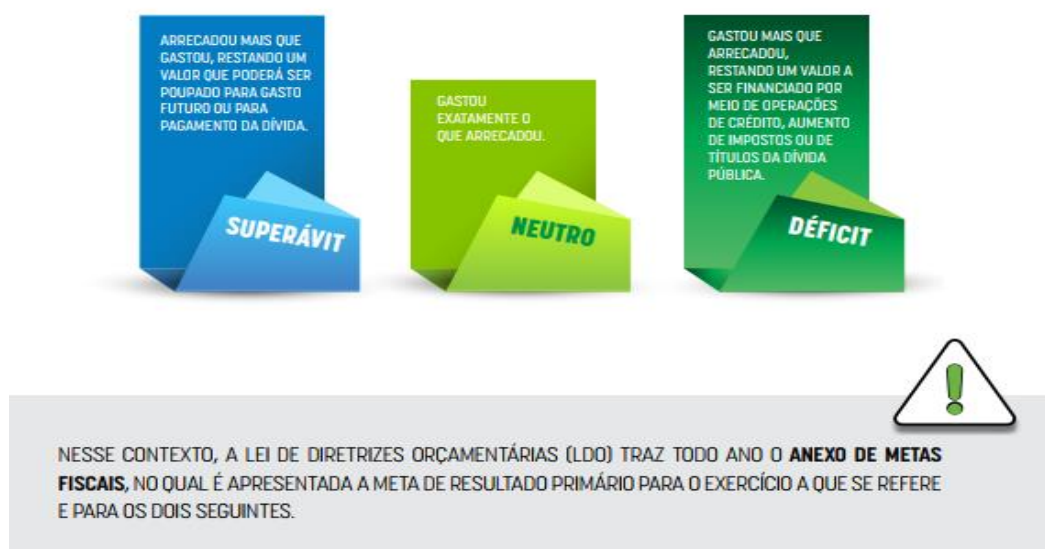 ARRECADOU MAIS QUE
GASTOU, RESTANDO UM
VALOR QUE PODERÁ SER
POUPADO PARA GASTO
FUTURO OU PARA
PAGAMENTO DA DÍVIDA.
SUPERÁVIT
GASTOU
EXATAMENTE O
QUE ARRECADOU.
NEUTRO
GASTOU MAIS QUE
ARRECADOU,
RESTANDO UM VALOR A
SER FINANCIADO POR
MEIO DE OPERAÇÕES
DE CRÉDITO, AUMENTO
DE IMPOSTOS OU DE
TÍTULOS DA DÍVIDA
PÚBLICA.
DÉFICIT
NESSE CONTEXTO, A LEI DE DIRETRIZES ORÇAMENTÁRIAS (LDO) TRAZ TODO ANO O ANEXO DE METAS
FISCAIS, NO QUAL É APRESENTADA A META DE RESULTADO PRIMÁRIO PARA O EXERCÍCIO A QUE SE REFERE
E PARA OS DOIS SEGUINTES.